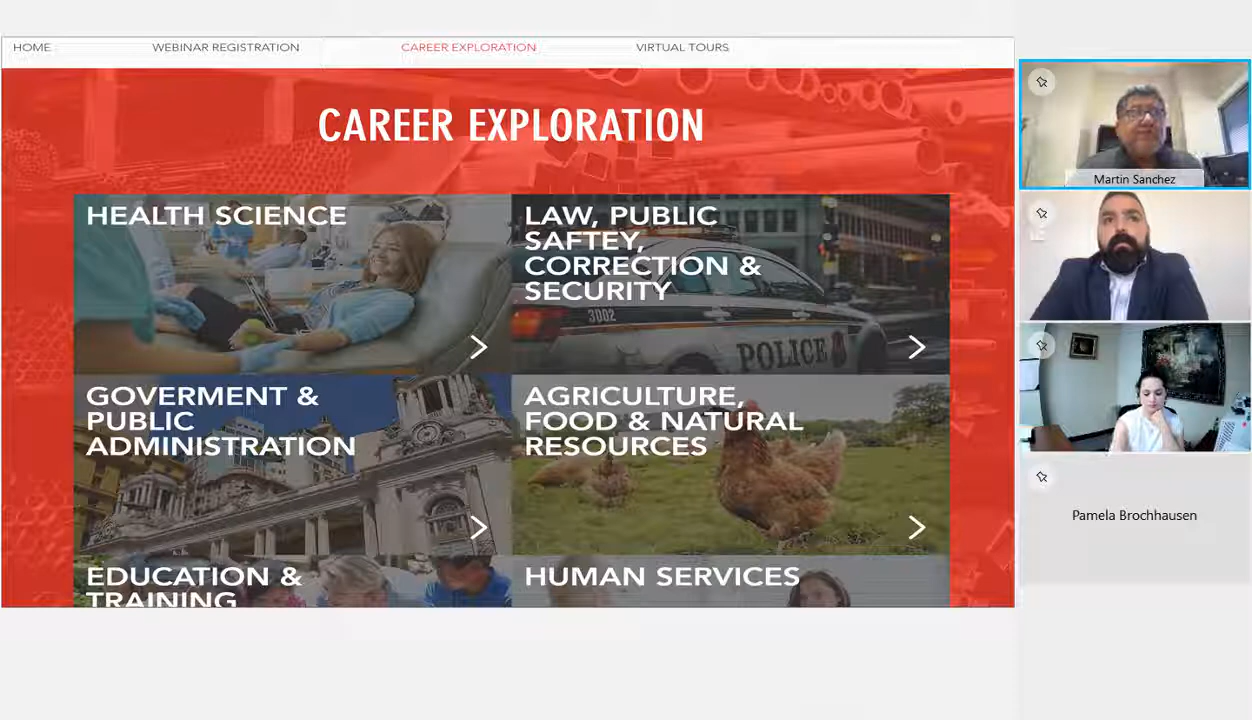 HOME WEBINAR REGISTRATION CAREER EXPLORATION VIRTUAL TOURS
CAREER EXPLORATION
HEALTH SCIENCE
LAW, PUBLIC
SAFTEY,
CORRECTION &
SECURITY
3002
POLICE
GOVERMENT &
PUBLIC
ADMINISTRATION
AGRICULTURE,
FOOD & NATURAL
RESOURCES
EDUCATION &
TRAINING
HUMAN SERVICES
Martin Sanchez
Pamela Brochhausen